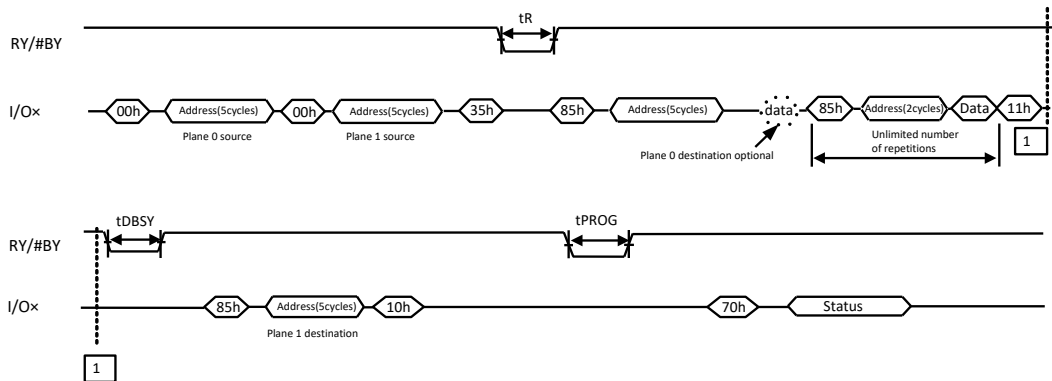 tR
RY/#BY
I/O×
00h
Address(5cycles)
00h
Address(5cycles)
35h
85h
Address(5cycles)
data
85h
Address(2cycles)
Data
11h
Plane 0 source
Plane 1 source
Plane 0 destination optional
Unlimited number
of repetitions
1
tDBSY
tPROG
RY/#BY
I/O×
85h
Address(5cycles)
10h
70h
Status
Plane 1 destination
1